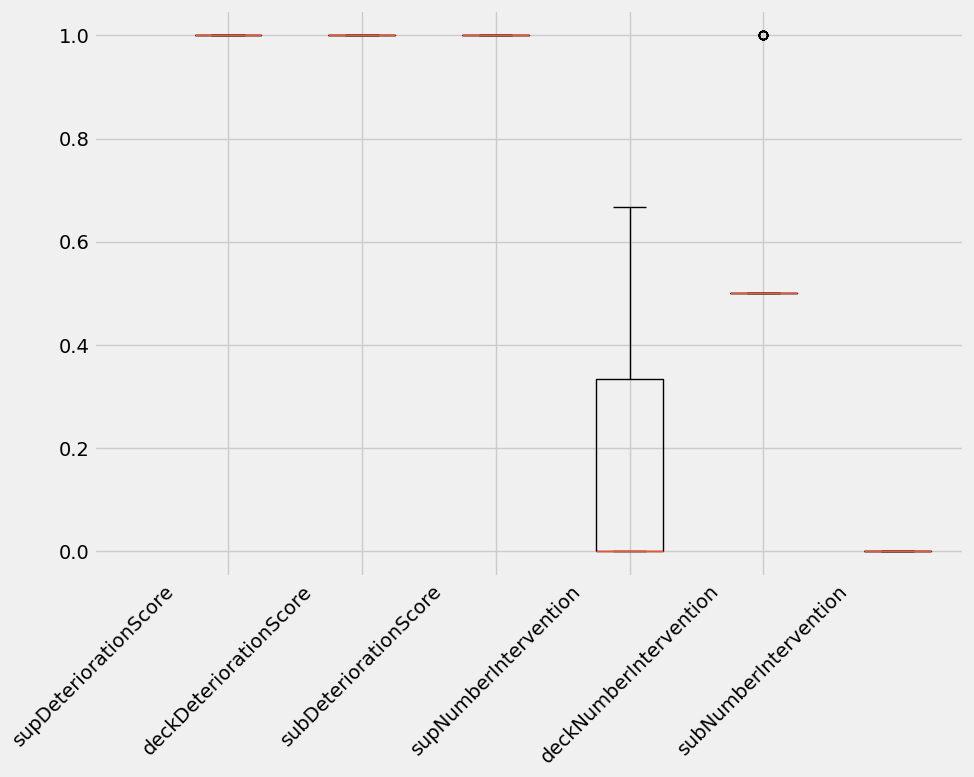 1.0
0.8
0.6
0.4
0.2
0.0
supDeteriorationScore
deckDeteriorationScore
subDeteriorationScore
supNumberIntervention
deckNumberIntervention
subNumberIntervention